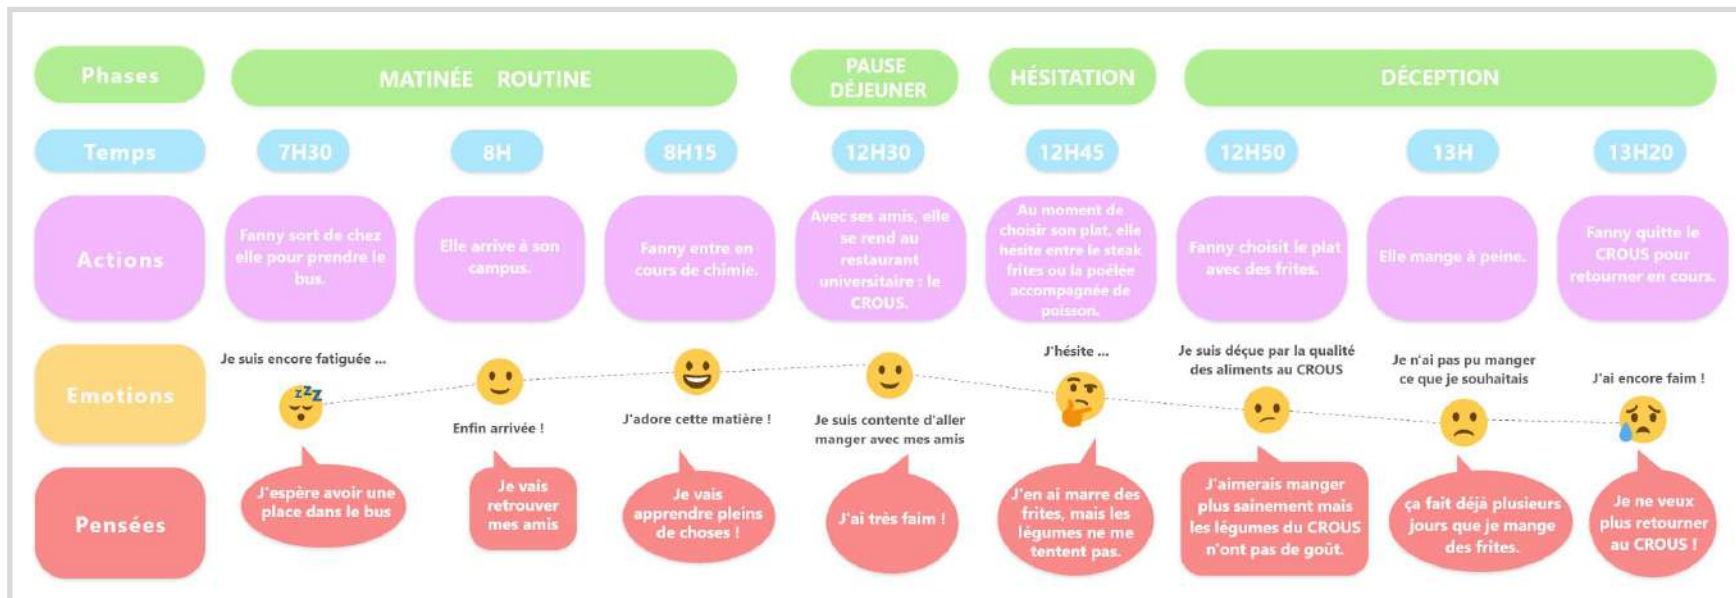 Phases
MATINÉE ROUTINE
PAUSE
DÉJEUNER
HÉSITATION
DÉCEPTION
Temps
7H30
8H
8H15
12H30
12H45
12H50
13H
13H20
Actions
Fanny sort de chez
elle pour prendre le
bus.
Elle arrive à son
campus.
Fanny entre en
cours de chimie.
Avec ses amis, elle
se rend au
restaurant
universitaire : le
CROUS.
Au moment de
choisir son plat, elle
hésite entre le steak
frites ou la poêlée
accompagnée de
poisson.
Fanny choisit le plat
avec des frites.
Elle mange à peine.
Fanny quitte le
CROUS pour
retourner en cours.
Emotions
Je suis encore fatiguée ...
zzZ
Enfin arrivée !
J'adore cette matière !
Je suis contente d'aller
manger avec mes amis
J'hésite ...
Je suis déçue par la qualité
des aliments au CROUS
Je n'ai pas pu manger
ce que je souhaitais
J'ai encore faim !
Pensées
J'espère avoir une
place dans le bus
Je vais
retrouver
mes amis
Je vais
apprendre pleins
de choses !
J'ai très faim !
J'en ai marre des
frites, mais les
légumes ne me
tentent pas.
J'aimerais manger
plus sainement mais
les légumes du CROUS
n'ont pas de goût.
ça fait déjà plusieurs
jours que je mange
des frites.
Je ne veux
plus retourner
au CROUS !